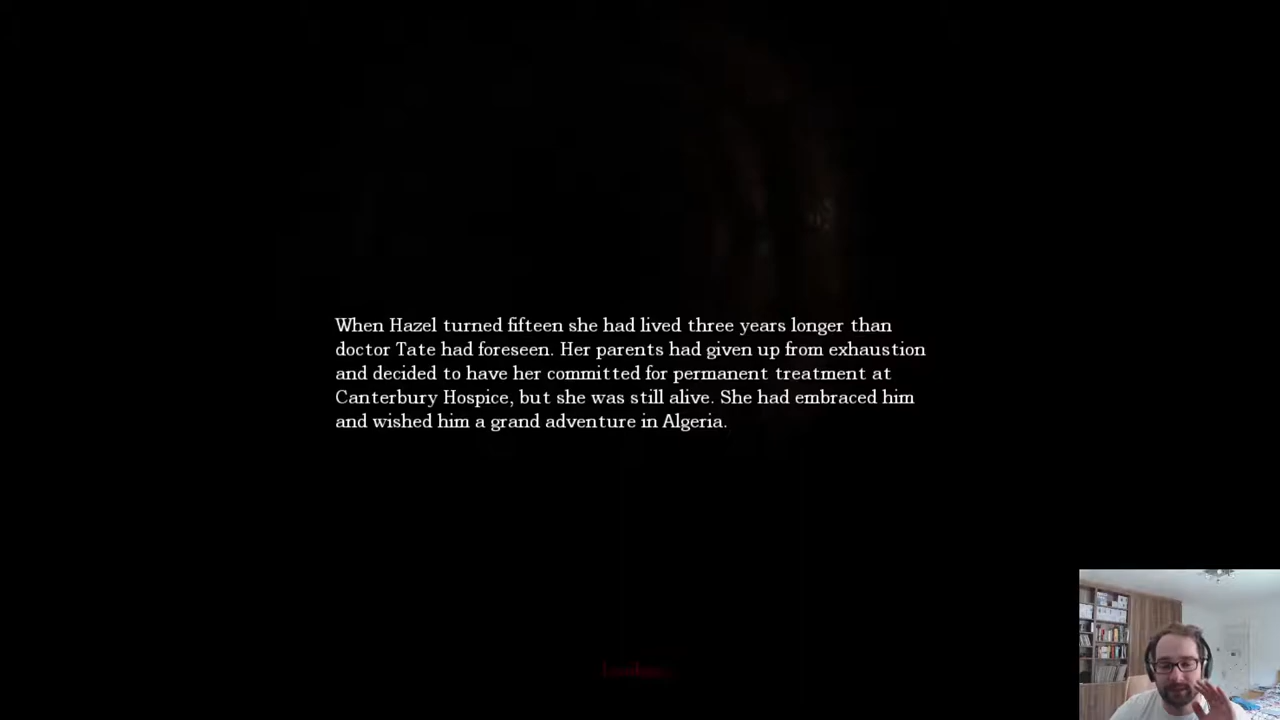 When Hazel turned fifteen she had lived three years longer than
doctor Tate had foreseen. Her parents had given up from exhaustion
and decided to have her committed for permanent treatment at
Canterbury Hospice, but she was still alive. She had embraced him
and wished him a grand adventure in Algeria.